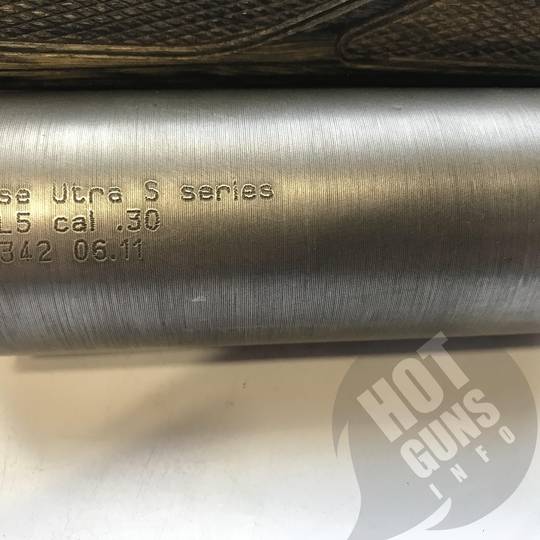 se Utra S series
L5 cal .30
342 06.11
HOT
GUNS
INFO